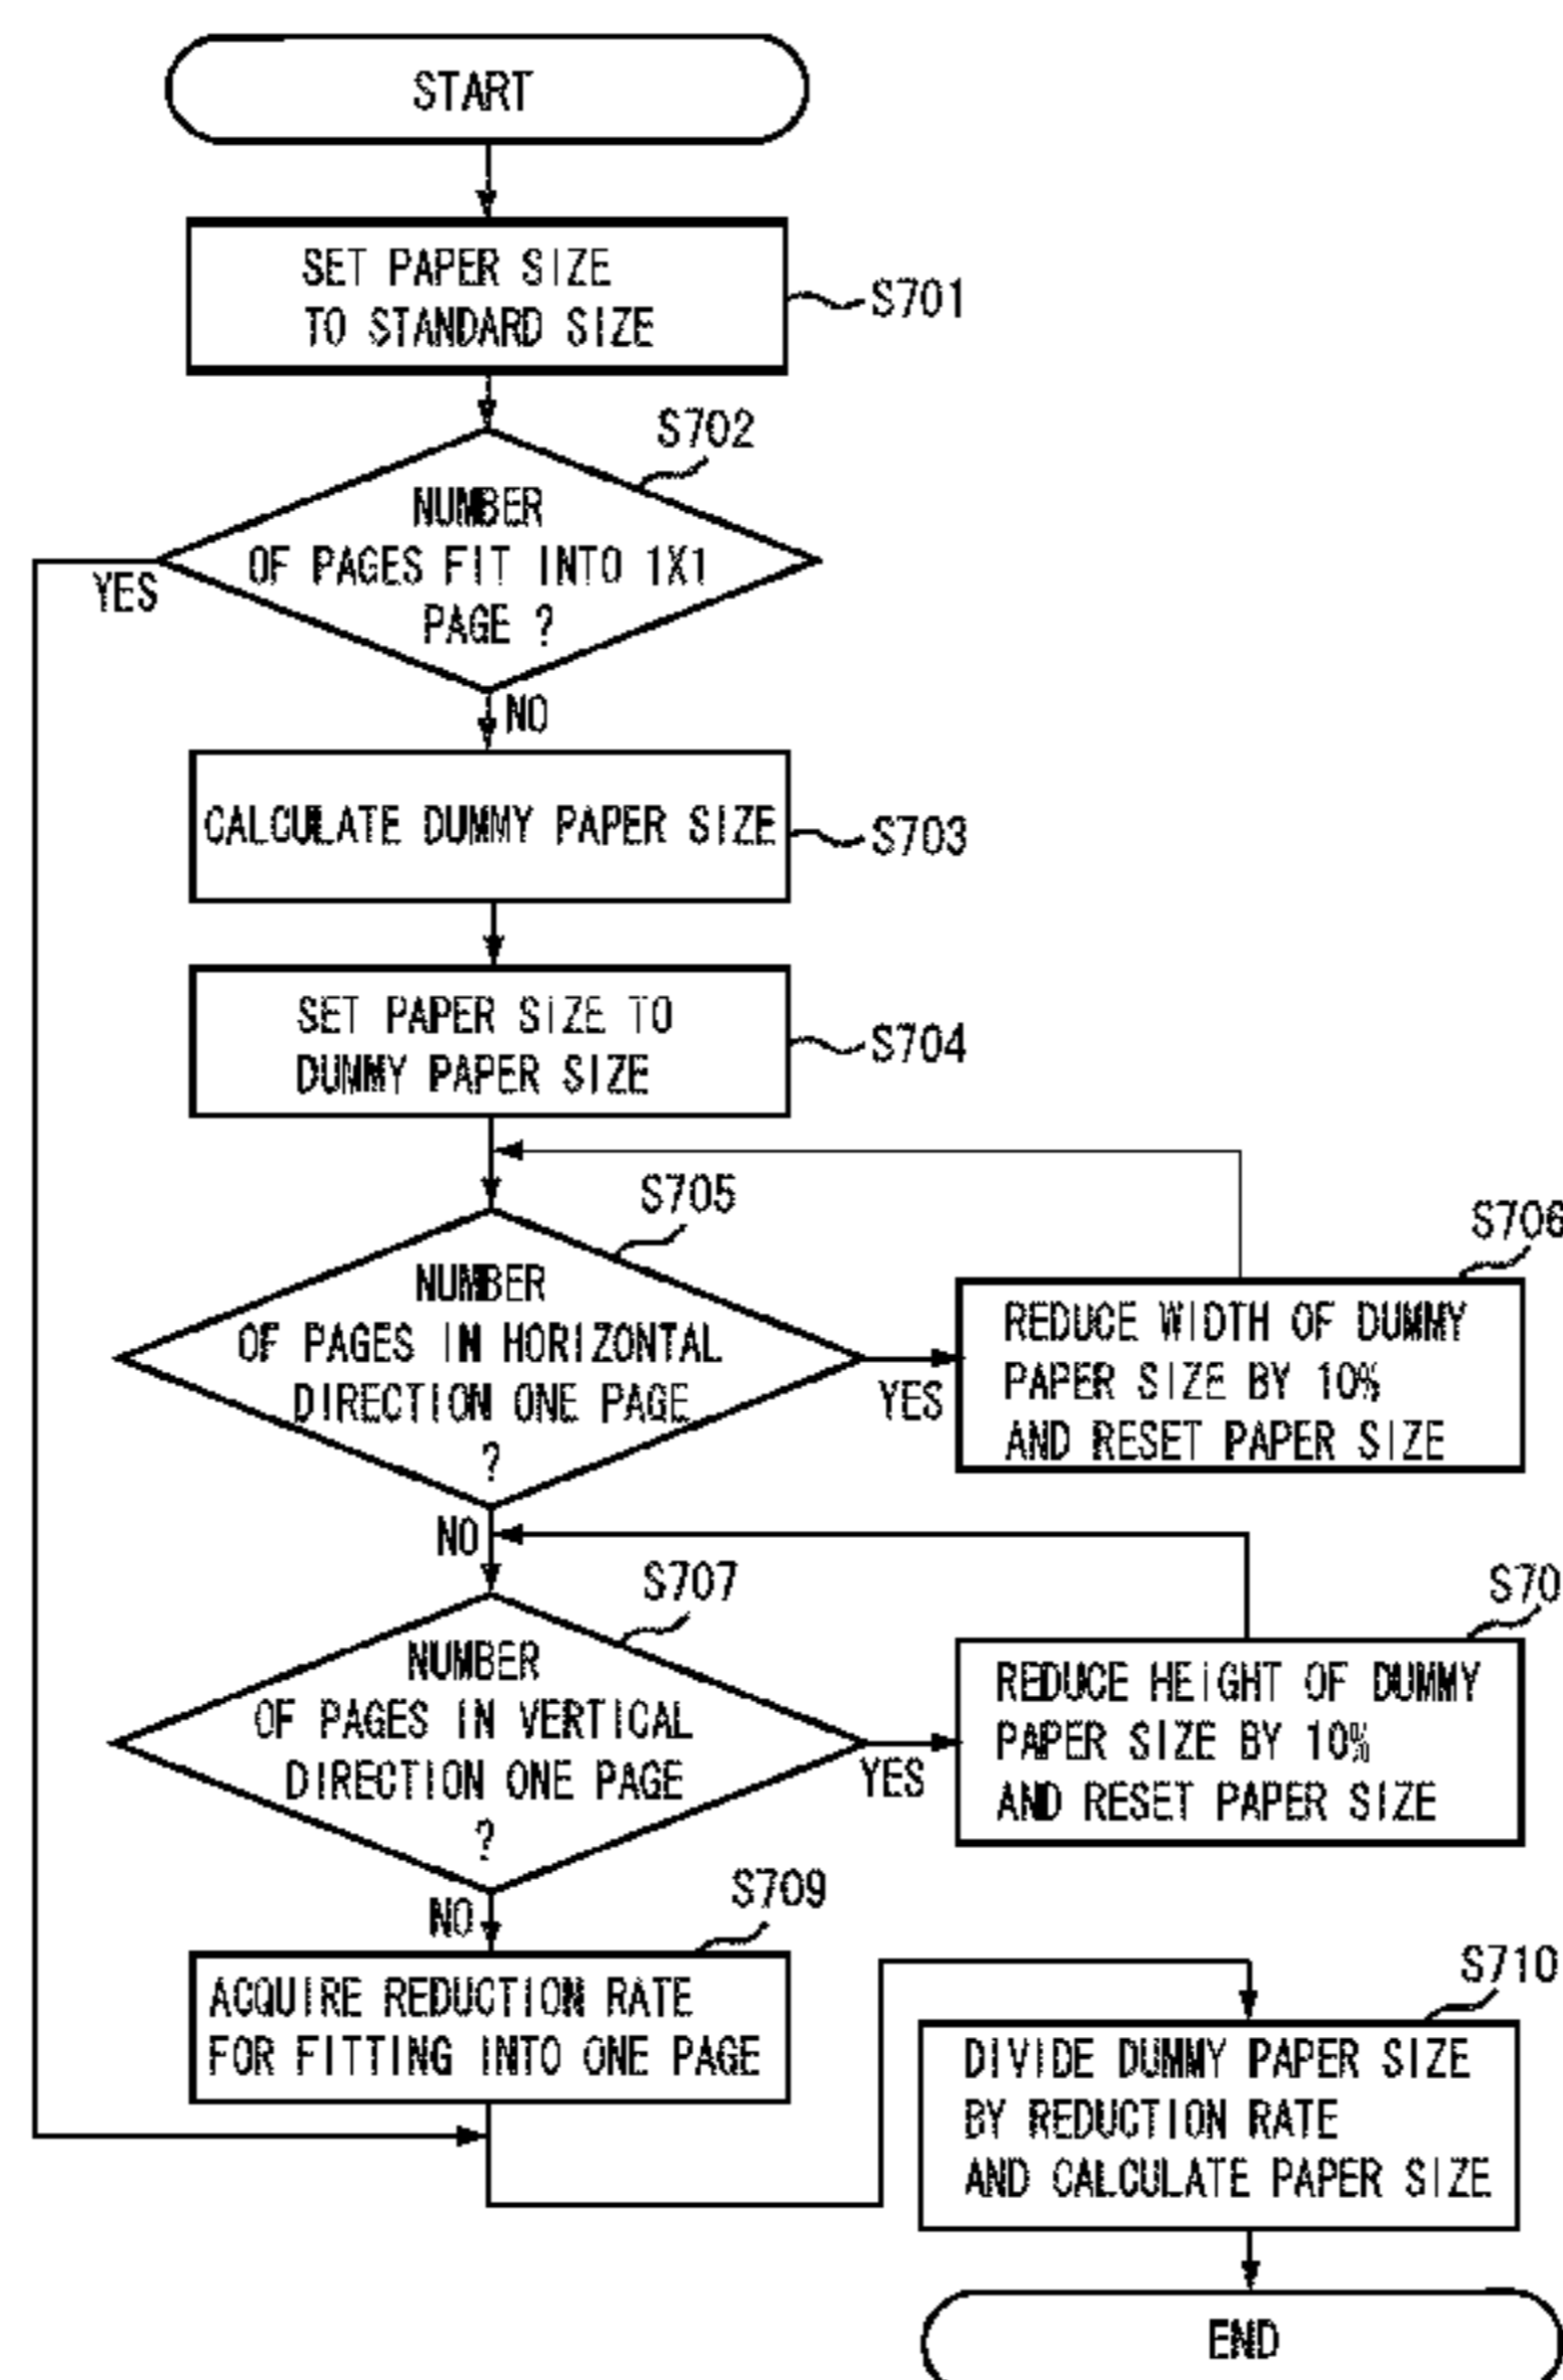 START
SET PAPER SIZE
TO STANDARD SIZE
S701
S702
NUMBER
OF PAGES FIT INTO 1X1
PAGE ?
YES
NO
CALCULATE DUMMY PAPER SIZE
S703
SET PAPER SIZE TO
DUMMY PAPER SIZE
S704
S705
NUMBER
OF PAGES IN HORIZONTAL
DIRECTION ONE PAGE
?
YES
S706
REDUCE WIDTH OF DUMMY
PAPER SIZE BY 10%
AND RESET PAPER SIZE
NO
S707
NUMBER
OF PAGES IN VERTICAL
DIRECTION ONE PAGE
?
YES
S70
REDUCE HEIGHT OF DUMMY
PAPER SIZE BY 10%
AND RESET PAPER SIZE
NO
S709
ACQUIRE REDUCTION RATE
FOR FITTING INTO ONE PAGE
S710
DIVIDE DUMMY PAPER SIZE
BY REDUCTION RATE
AND CALCULATE PAPER SIZE
END